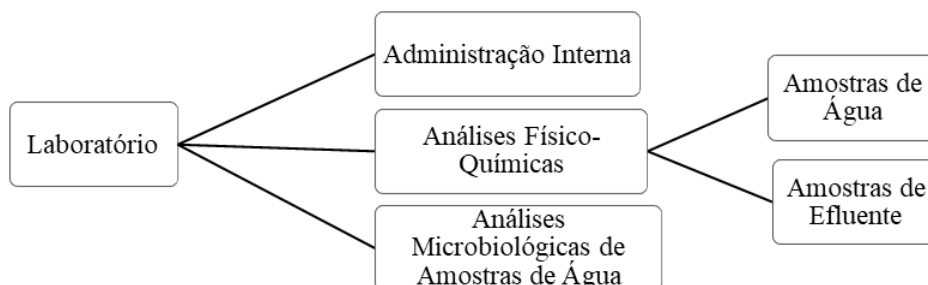 Laboratório
Administração Interna
Análises Físico-
Químicas
Análises
Microbiológicas de
Amostras de Água
Amostras de
Água
Amostras de
Efluente